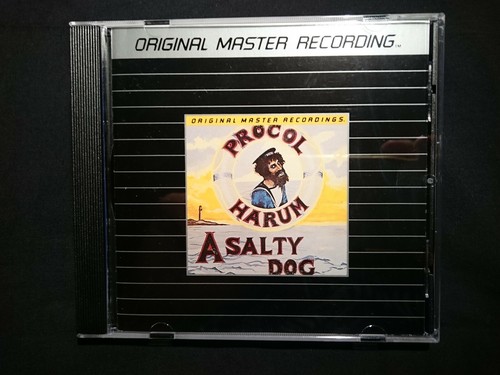 ORIGINAL MASTER RECORDING™
ORIGINAL MASTER RECORDINGS.
PROCOL
HARUM
A SALTY
DOG